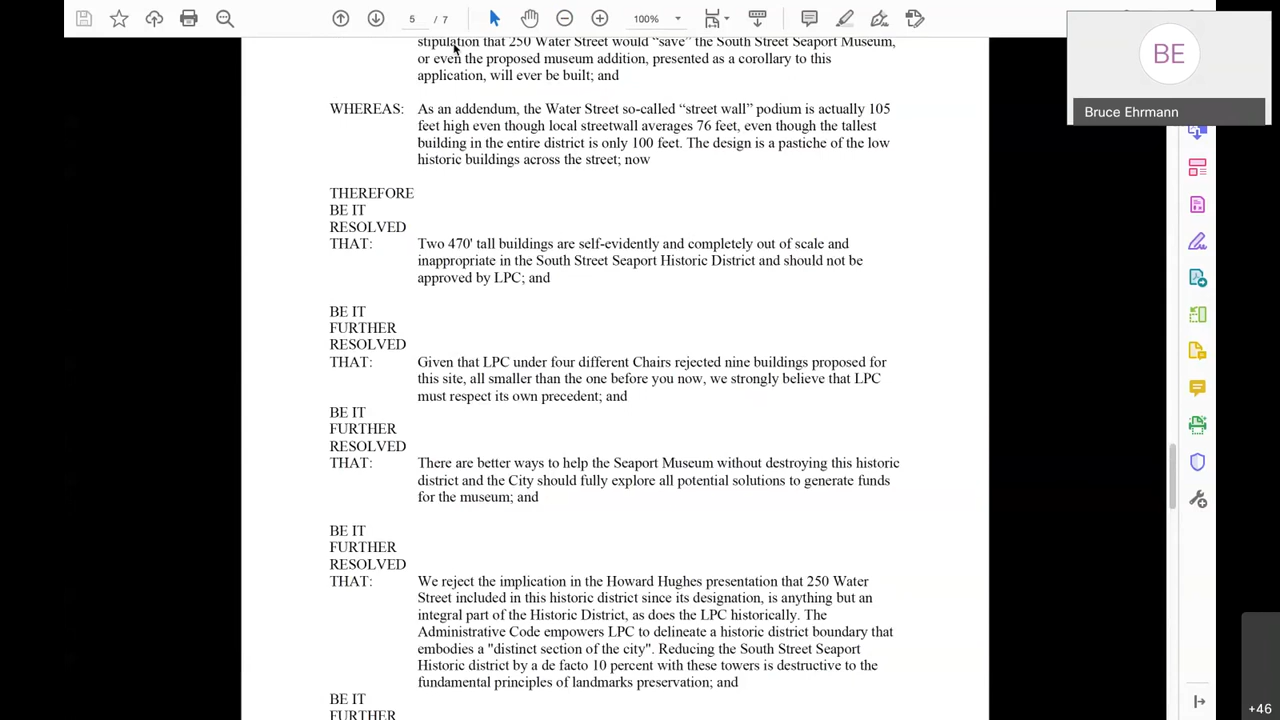 5 / 7
100%
stipulation that 250 Water Street would “save” the South Street Seaport Museum,
or even the proposed museum addition, presented as a corollary to this
application, will ever be built; and
WHEREAS: As an addendum, the Water Street so-called “street wall” podium is actually 105
feet high even though local streetwall averages 76 feet, even though the tallest
building in the entire district is only 100 feet. The design is a pastiche of the low
historic buildings across the street; now
THEREFORE
BE IT
RESOLVED
THAT: Two 470' tall buildings are self-evidently and completely out of scale and
inappropriate in the South Street Seaport Historic District and should not be
approved by LPC; and
BE IT
FURTHER
RESOLVED
THAT: Given that LPC under four different Chairs rejected nine buildings proposed for
this site, all smaller than the one before you now, we strongly believe that LPC
must respect its own precedent; and
BE IT
FURTHER
RESOLVED
THAT: There are better ways to help the Seaport Museum without destroying this historic
district and the City should fully explore all potential solutions to generate funds
for the museum; and
BE IT
FURTHER
RESOLVED
THAT: We reject the implication in the Howard Hughes presentation that 250 Water
Street included in this historic district since its designation, is anything but an
integral part of the Historic District, as does the LPC historically. The
Administrative Code empowers LPC to delineate a historic district boundary that
embodies a "distinct section of the city". Reducing the South Street Seaport
Historic district by a de facto 10 percent with these towers is destructive to the
fundamental principles of landmarks preservation; and
BE IT
FURTHER
BE
Bruce Ehrmann
+46